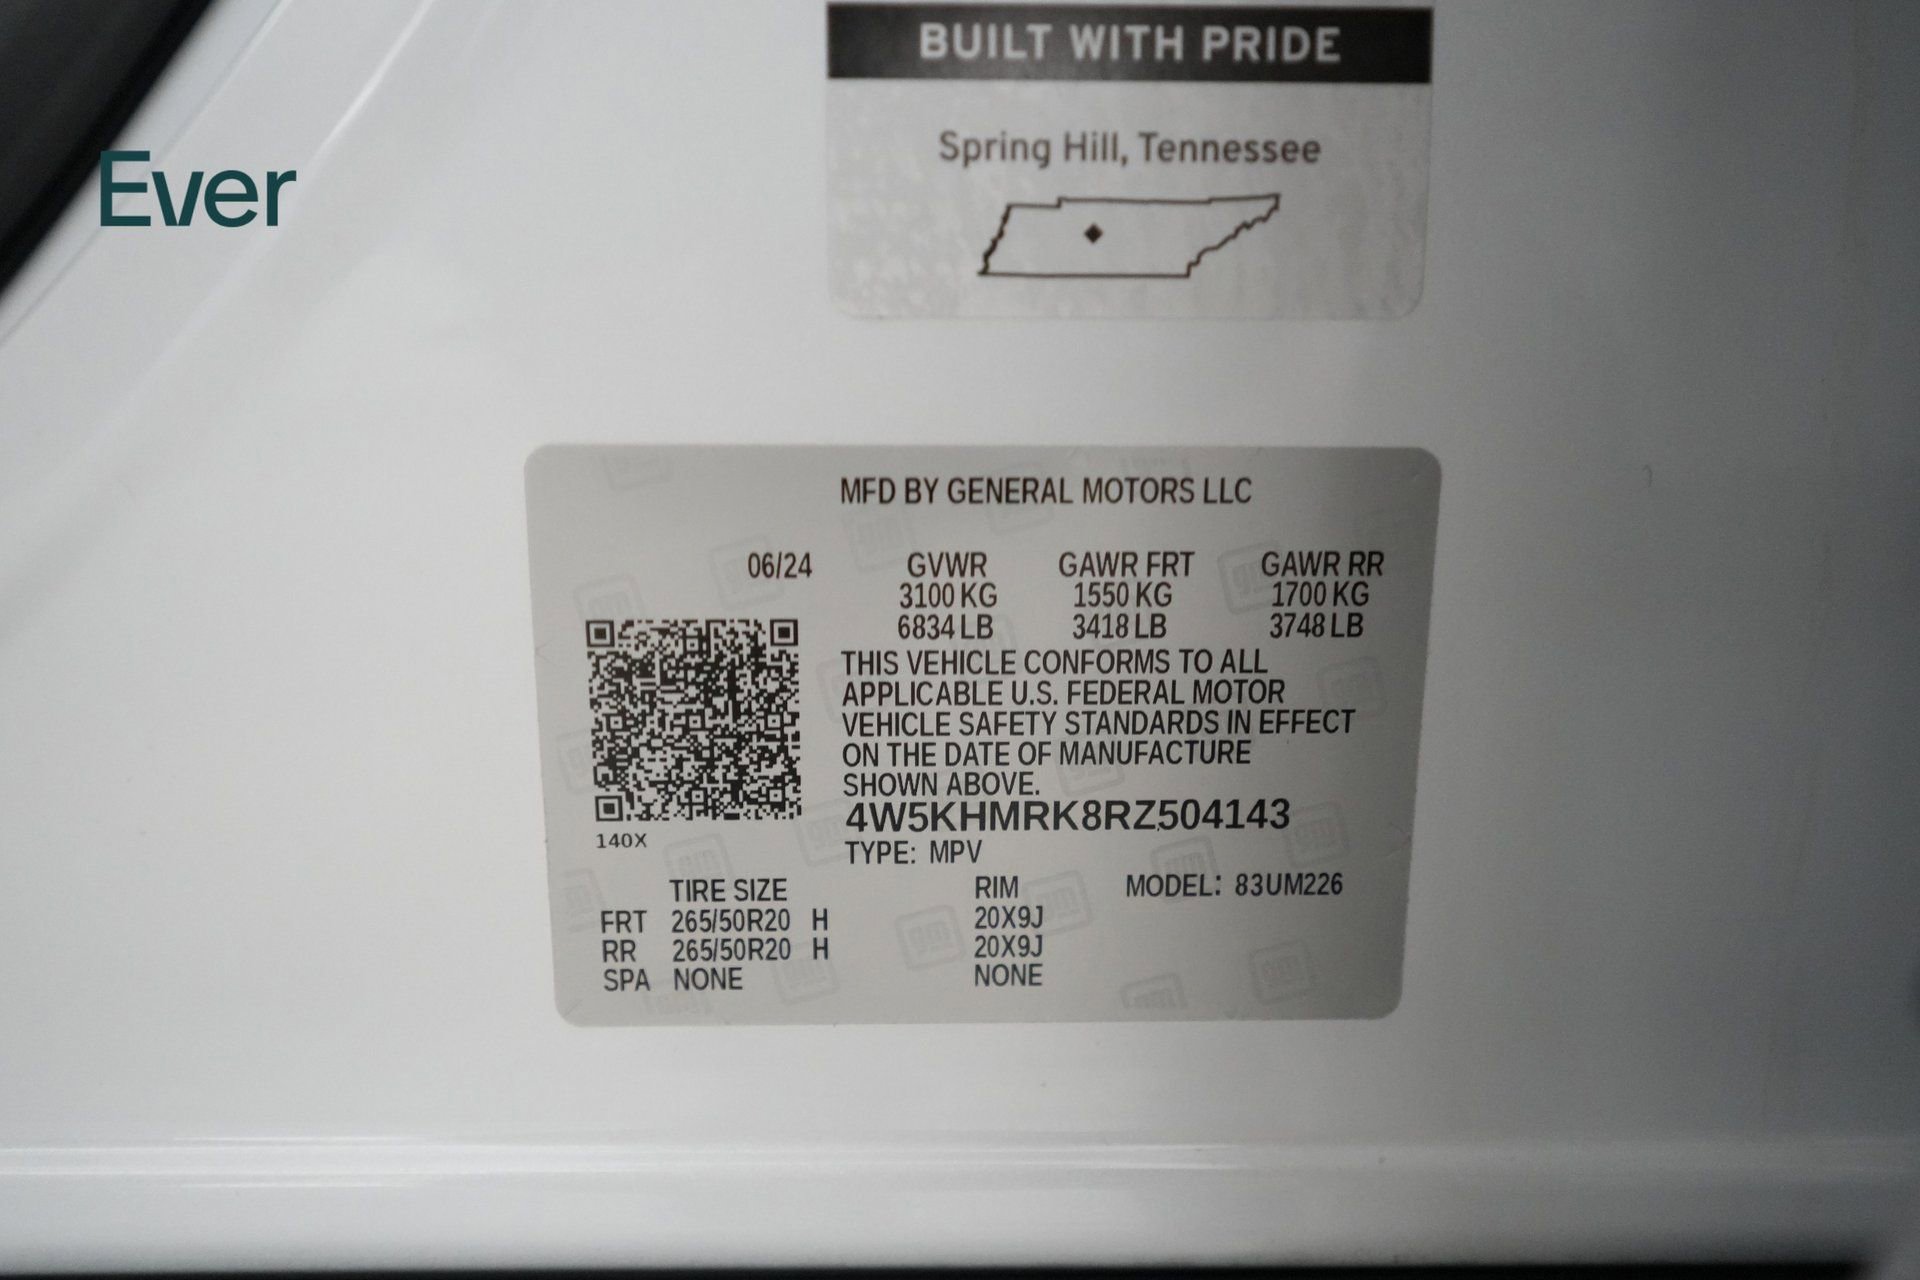 BUILT WITH PRIDE
Spring Hill, Tennessee
Ever
MFD BY GENERAL MOTORS LLC
06/24 GVWR GAWR FRT GAWR RR
3100 KG 1550 KG 1700 KG
6834 LB 3418 LB 3748 LB
THIS VEHICLE CONFORMS TO ALL
APPLICABLE U.S. FEDERAL MOTOR
VEHICLE SAFETY STANDARDS IN EFFECT
ON THE DATE OF MANUFACTURE
SHOWN ABOVE.
4W5KHMRK8RZ504143
140X
TYPE: MPV
TIRE SIZE RIM MODEL: 83UM226
FRT 265/50R20 H 20X9J
RR 265/50R20 H 20X9J
SPA NONE NONE